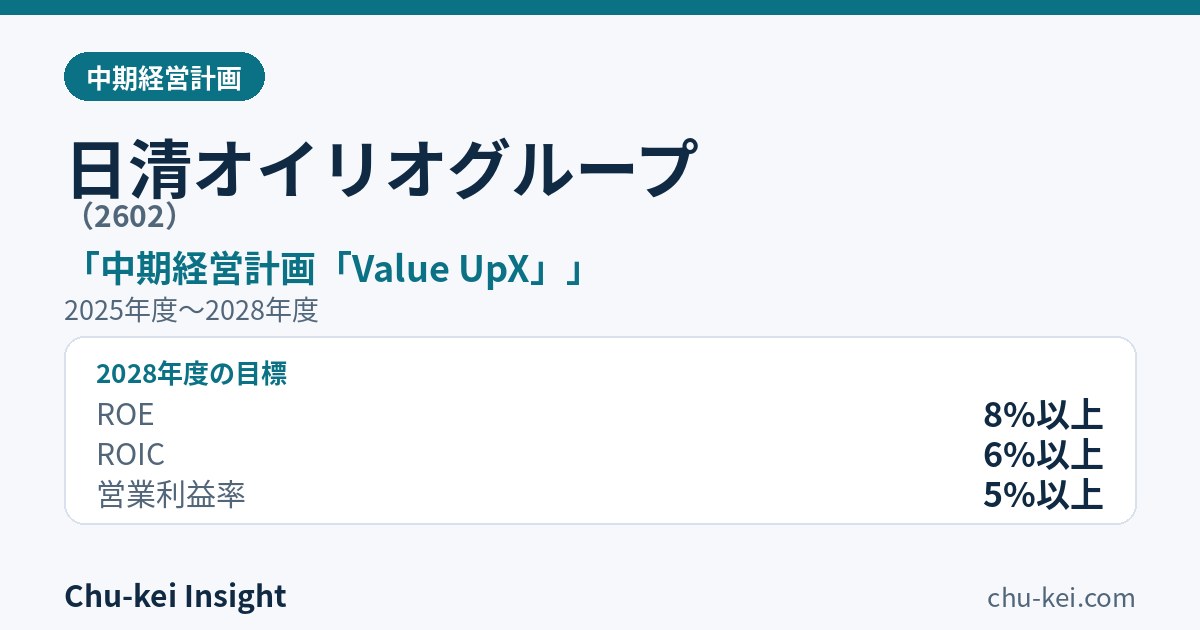 中期経営計画
日清オイリオグループ
（2602）
「中期経営計画「Value UpX」」
2025年度～2028年度
2028年度の目標
ROE 8%以上
ROIC 6%以上
営業利益率 5%以上
Chu-kei Insight chu-kei.com